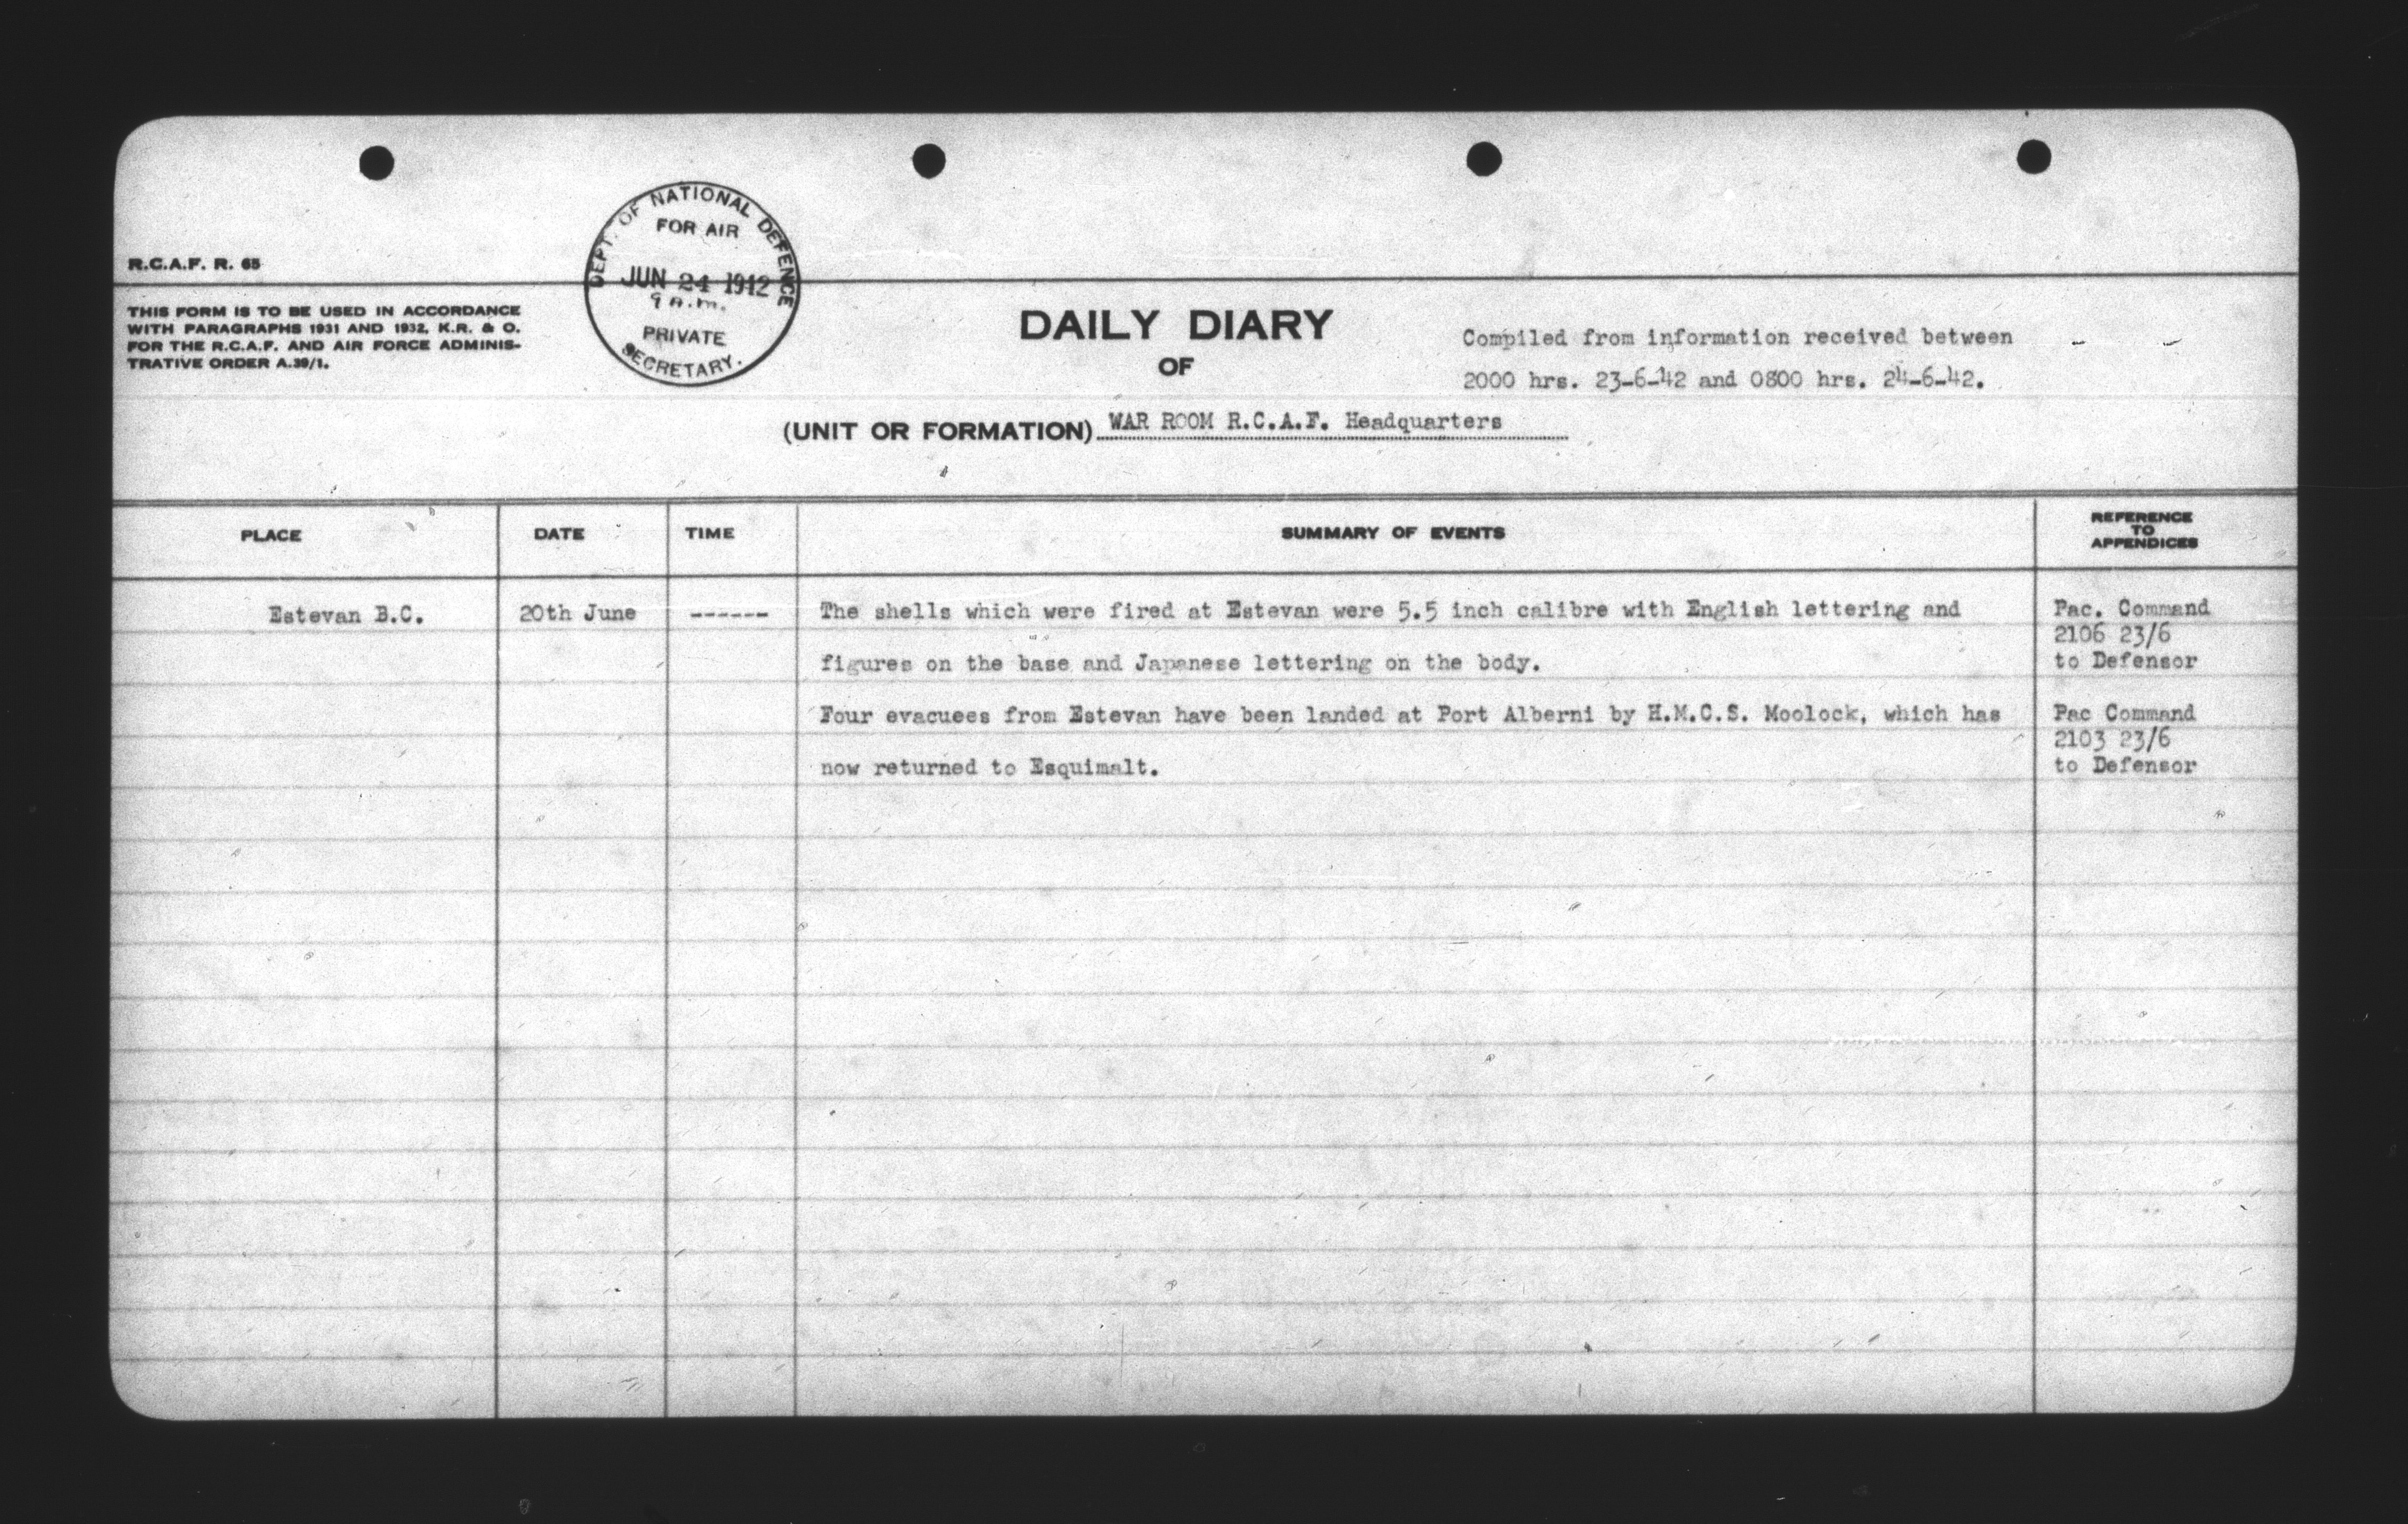 DEPT. OF NATIONAL DEFENCE
FOR AIR
JUN 24 1942
9 a.m.
PRIVATE
SECRETARY.
R.C.A.F. R. 65
THIS FORM IS TO BE USED IN ACCORDANCE
WITH PARAGRAPHS 1931 AND 1932, K.R. & O.
FOR THE R.C.A.F. AND AIR FORCE ADMINIS-
TRATIVE ORDER A.39/1.
DAILY DIARY
OF
Compiled from information received between
2000 hrs. 23-6-42 and 0800 hrs. 24-6-42.
(UNIT OR FORMATION) WAR ROOM R.C.A.F. Headquarters
PLACE DATE TIME SUMMARY OF EVENTS REFERENCE
TO
APPENDICES
Estevan B.C. 20th June ------ The shells which were fired at Estevan were 5.5 inch calibre with English lettering and Pac. Command
2106 23/6
figures on the base and Japanese lettering on the body. to Defensor
Four evacuees from Estevan have been landed at Port Alberni by H.M.C.S. Moolock, which has Pac Command
2103 23/6
now returned to Esquimalt. to Defensor